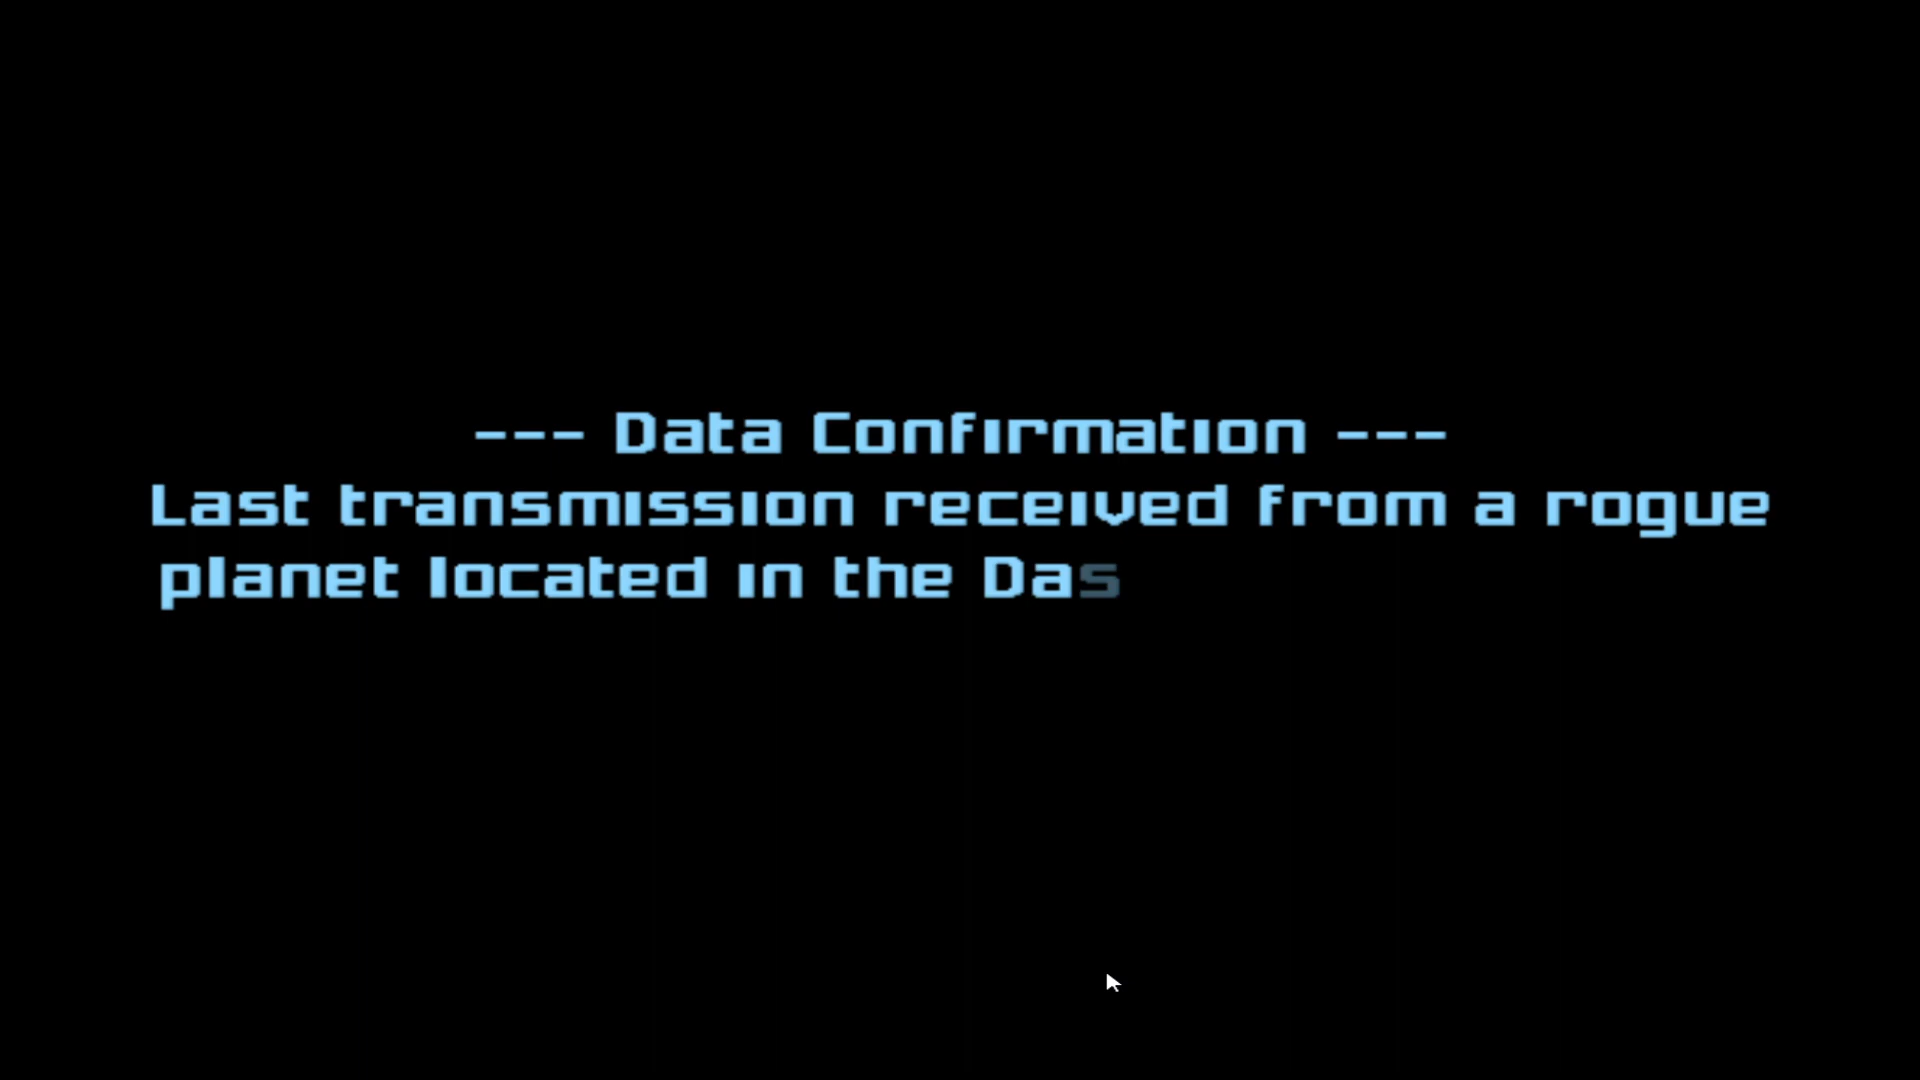 --- Data Confirmation ---
Last transmission received from a rogue
planet located in the Das